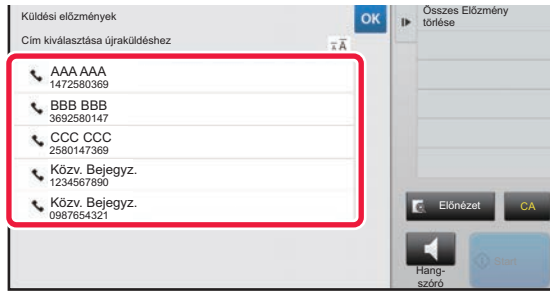 Küldési előzmények
OK
Összes Előzmény
törlése
Cím kiválasztása újraküldéshez
AAA AAA
1472580369
BBB BBB
3692580147
CCC CCC
2580147369
Közv. Bejegyz.
1234567890
Közv. Bejegyz.
0987654321
Előnézet
CA
Hang-
szóró
Start